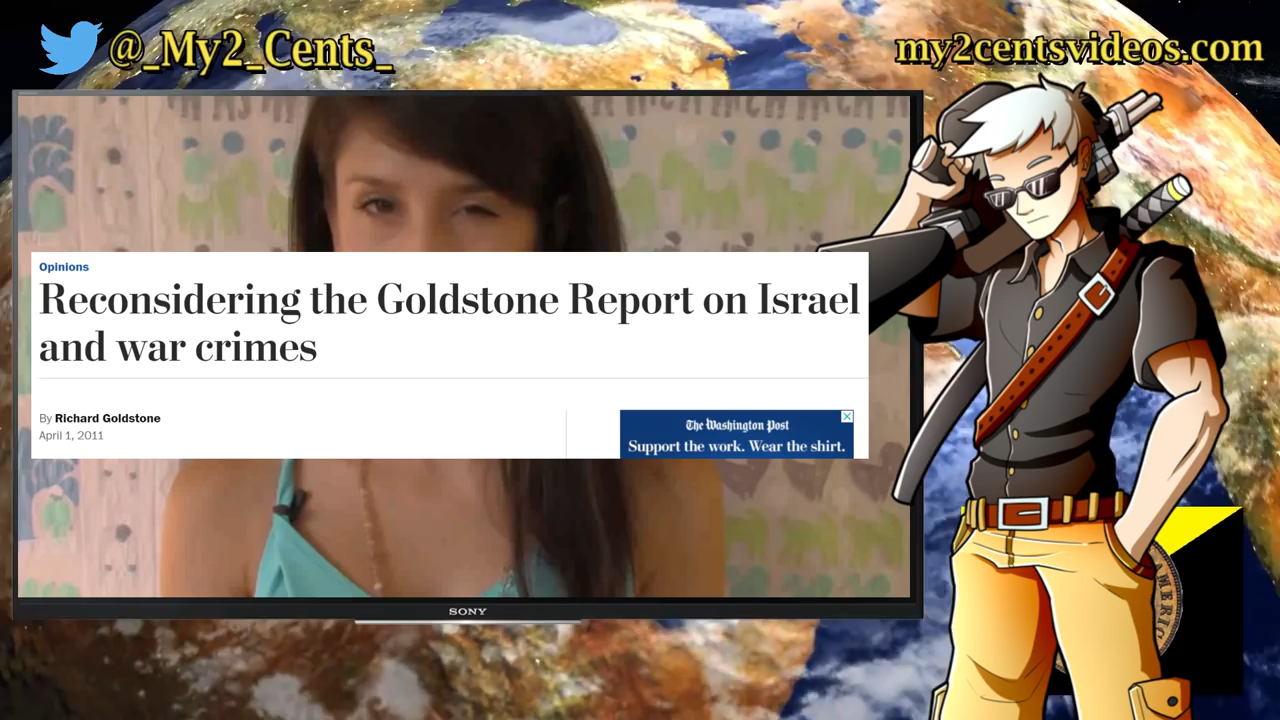 @_My2_Cents_
my2centsvideos.com
Opinions
Reconsidering the Goldstone Report on Israel
and war crimes
By Richard Goldstone
April 1, 2011
The Washington Post
Support the work. Wear the shirt.
SONY